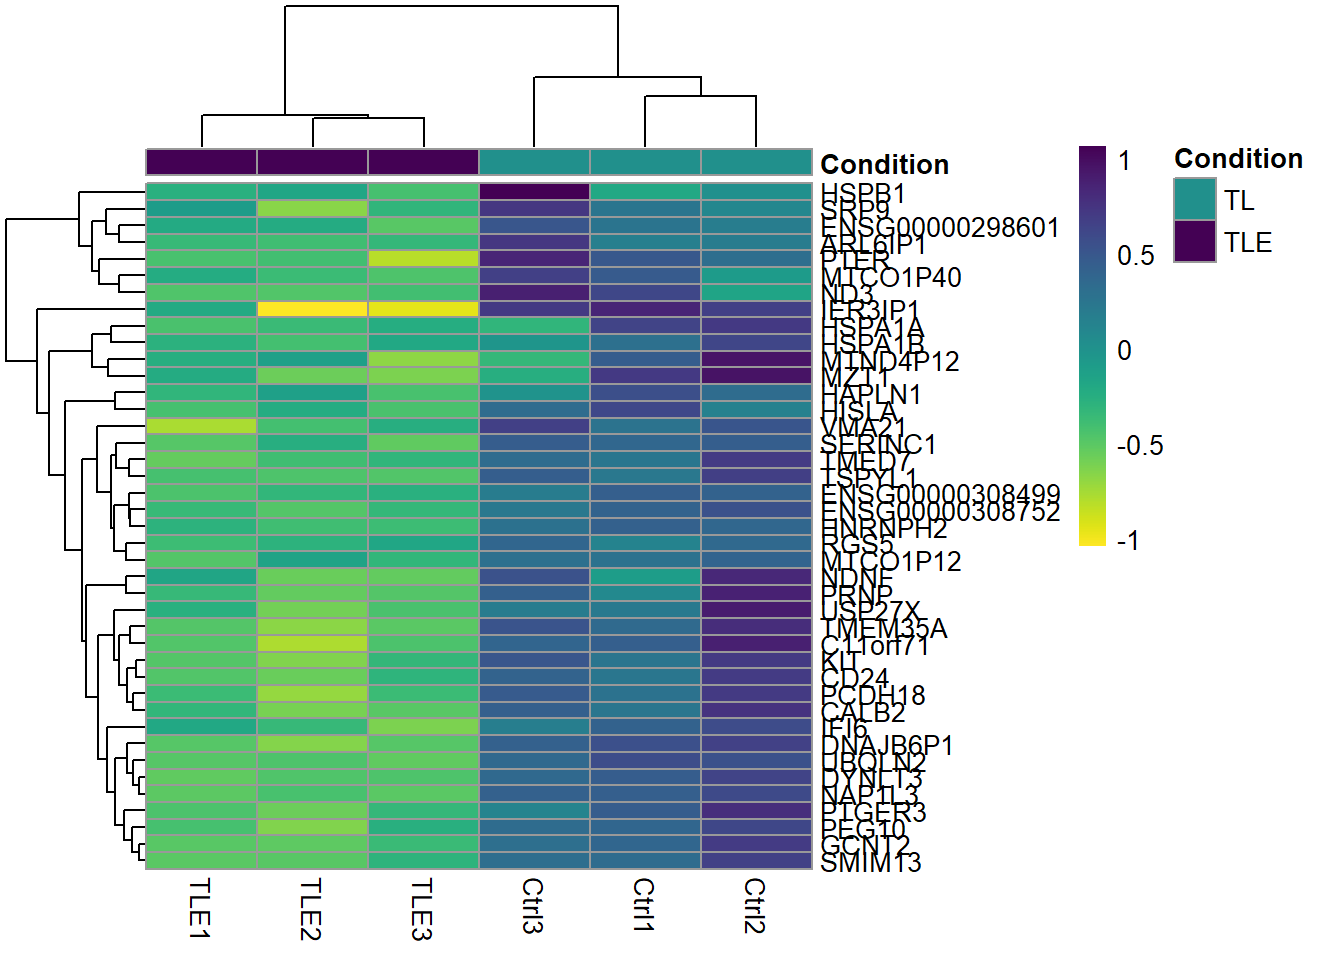 Condition
HSPB1
SRP9
ENSG00000298601
ARL6IP1
PTER
MTCO1P40
ND3
IER3IP1
HSPA1A
HSPA1B
MTND4P12
MZT1
HAPLN1
HISLA
VMA21
SERINC1
TMED7
TSPYL1
ENSG00000308499
ENSG00000308752
HNRNPH2
RGS5
MTCO1P12
NDNF
PRNP
USP27X
TMEM35A
C11orf71
KIT
CD24
PCDH18
CALB2
IFI6
DNAJB6P1
UBQLN2
DYNLT3
NAP1L3
PTGER3
PEG10
GCNT2
SMIM13
TLE1
TLE2
TLE3
Ctrl3
Ctrl1
Ctrl2
1
0.5
0
-0.5
-1
Condition
TL
TLE